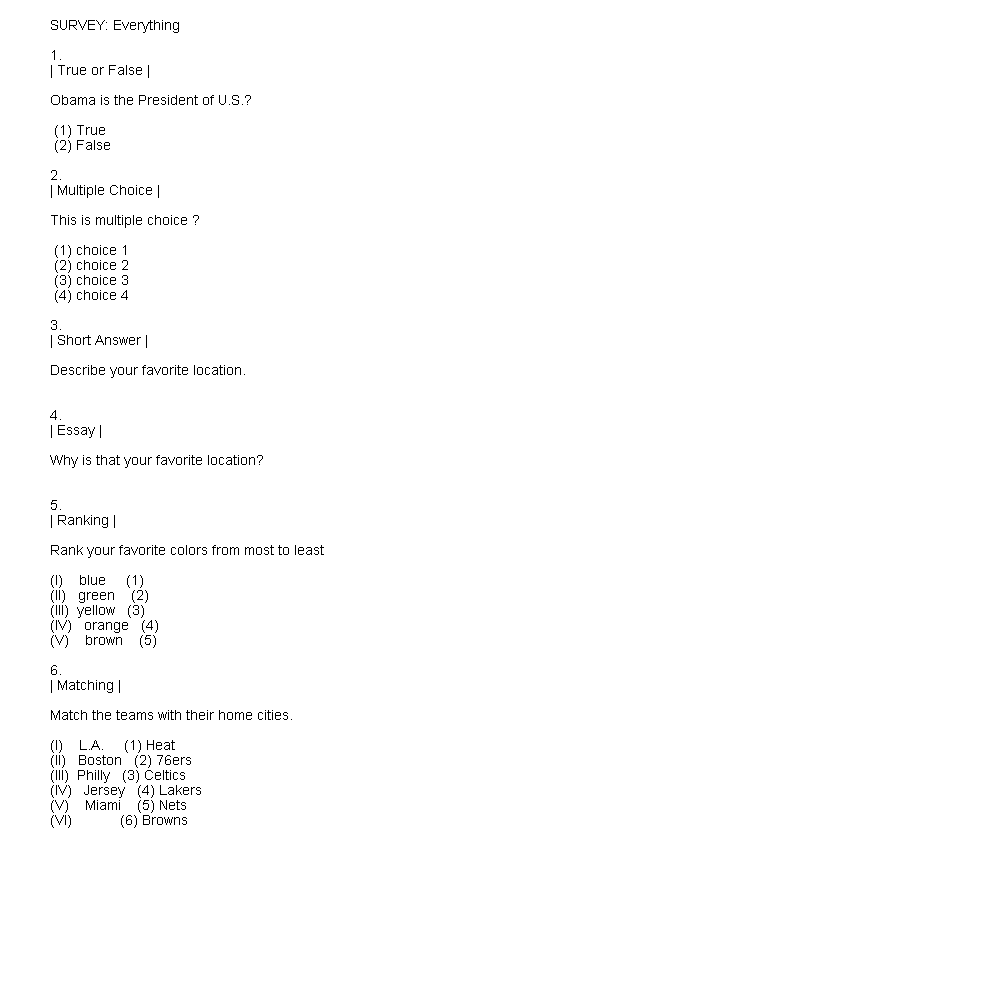 SURVEY: Everything
1.
| True or False |
Obama is the President of U.S.?
(1) True
(2) False
2.
| Multiple Choice |
This is multiple choice ?
(1) choice 1
(2) choice 2
(3) choice 3
(4) choice 4
3.
| Short Answer |
Describe your favorite location.
4.
| Essay |
Why is that your favorite location?
5.
| Ranking |
Rank your favorite colors from most to least
(I) blue (1)
(II) green (2)
(III) yellow (3)
(IV) orange (4)
(V) brown (5)
6.
| Matching |
Match the teams with their home cities.
(I) L.A. (1) Heat
(II) Boston (2) 76ers
(III) Philly (3) Celtics
(IV) Jersey (4) Lakers
(V) Miami (5) Nets
(VI) (6) Browns